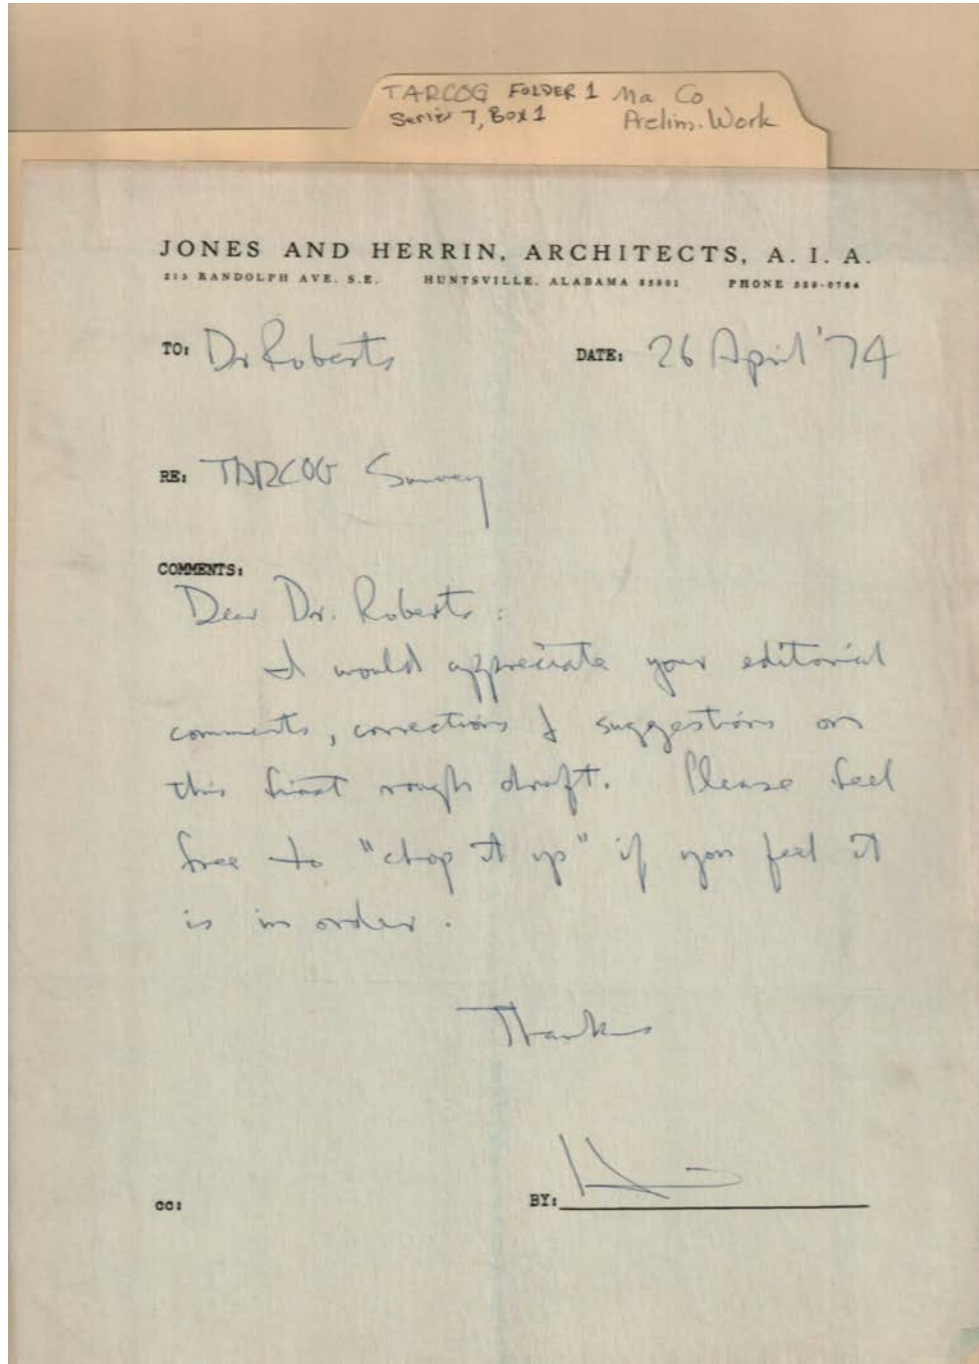 TARCOG FOLDER 1 Ma Co
Series 7, Box 1 Prelim. Work
JONES AND HERRIN, ARCHITECTS, A. I. A.
RANDOLPH AVE. S.E. HUNTSVILLE, ALABAMA PHONE
TO: Dr Roberts DATE: 26 April '74
RE: TARCOG Survey
COMMENTS:
Dear Dr. Roberts:
I would appreciate your editorial
comments, corrections & suggestions on
this first rough draft. Please feel
free to "chop it up" if you feel it
is in order.
Thanks
CC: BY: